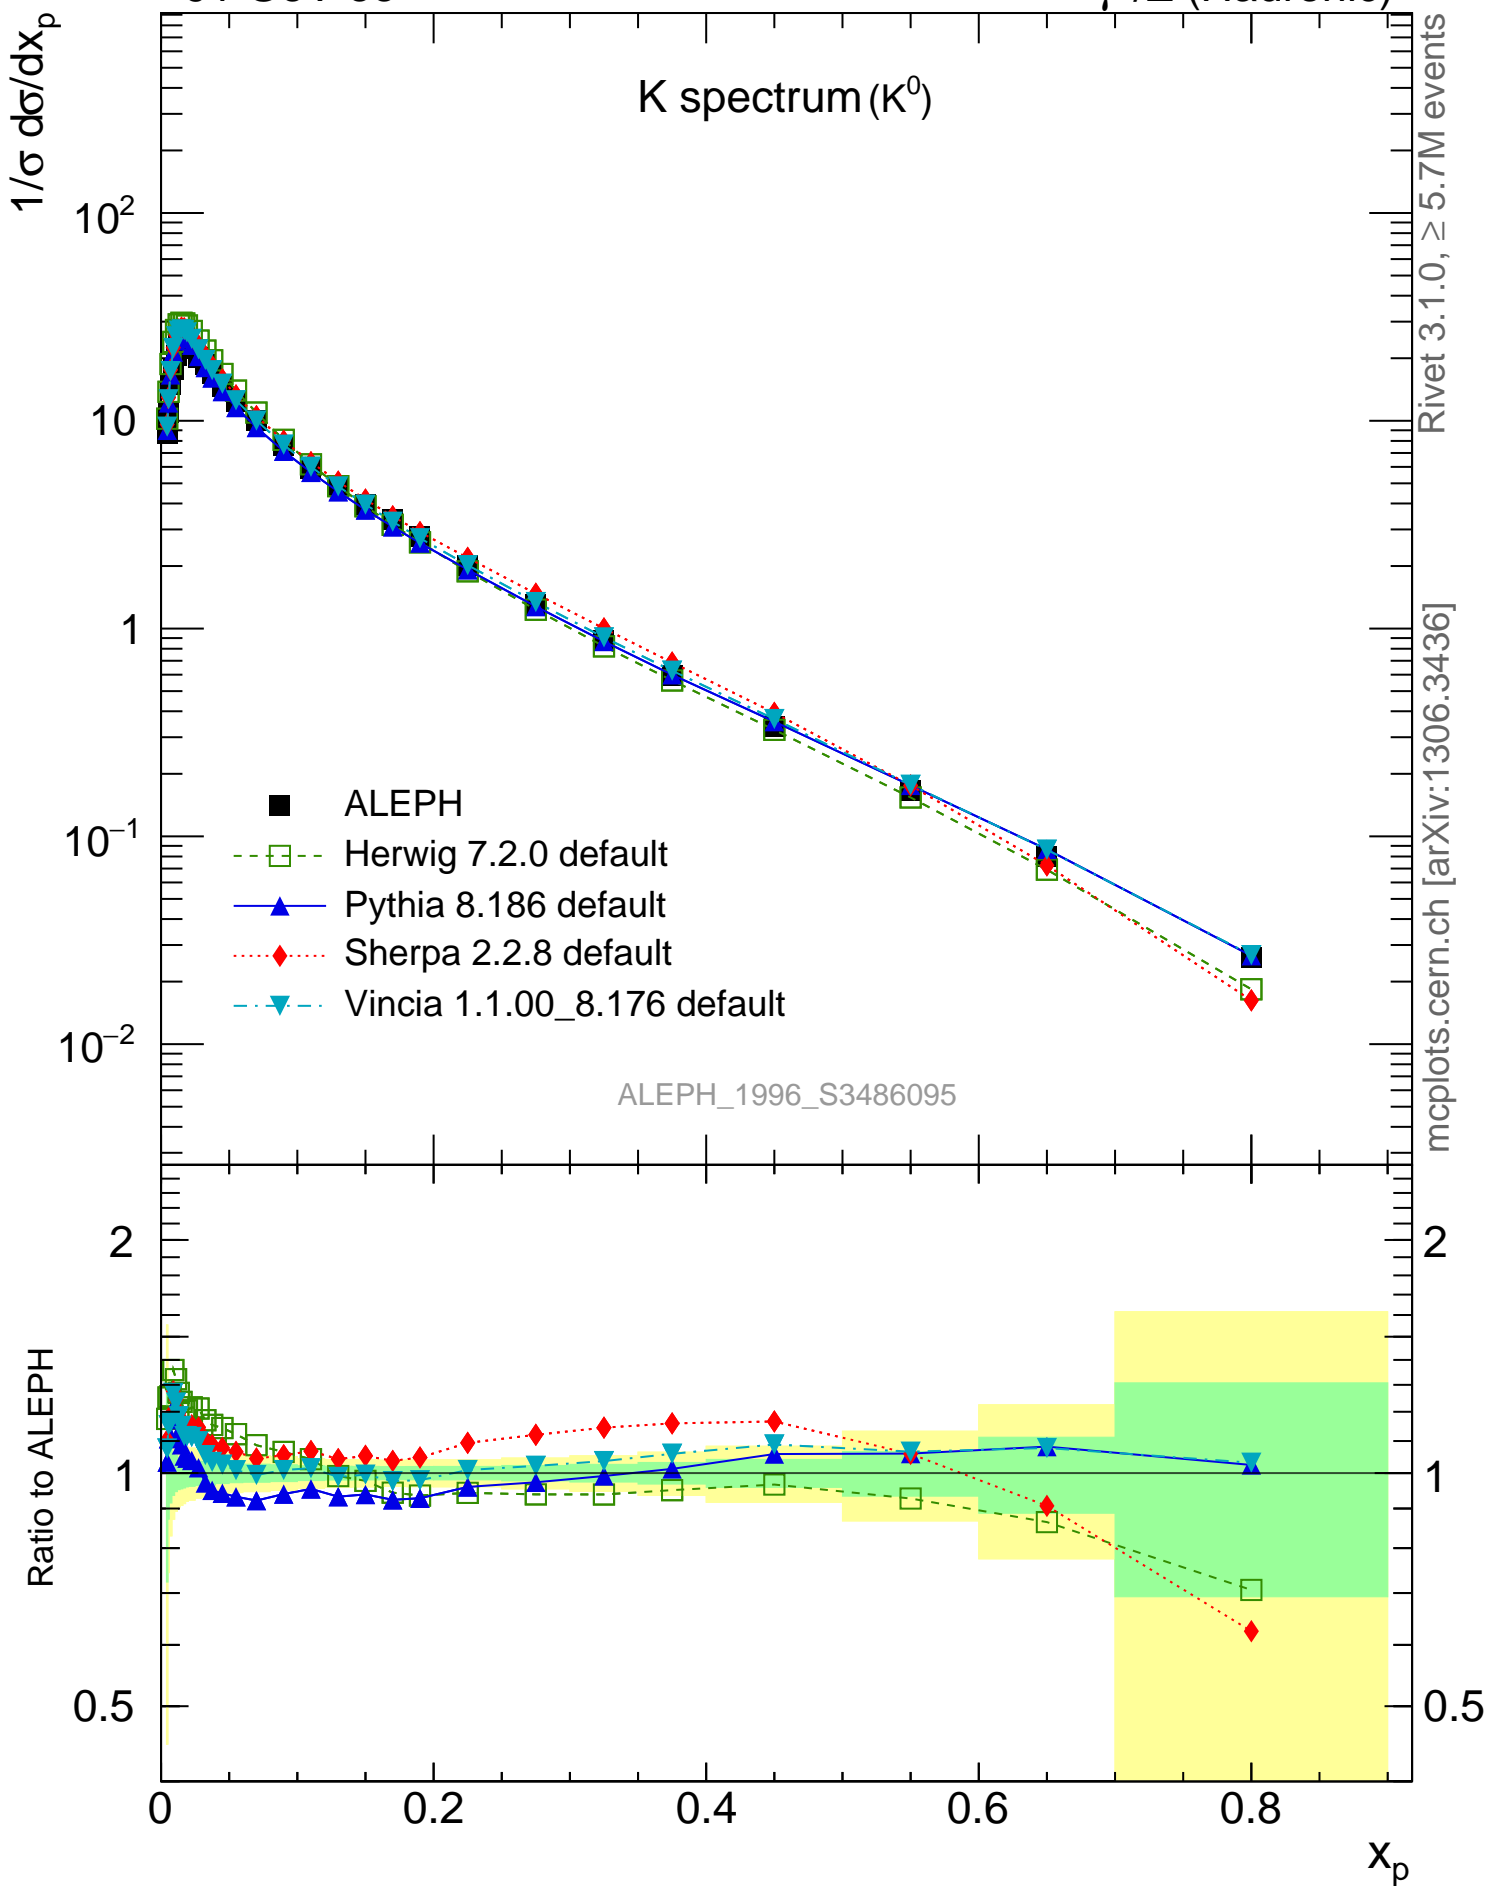 K spectrum (K⁰)
1/σ dσ/dxₚ
10²
10
1
10⁻¹
10⁻²
ALEPH
Herwig 7.2.0 default
Pythia 8.186 default
Sherpa 2.2.8 default
Vincia 1.1.00_8.176 default
ALEPH_1996_S3486095
Rivet 3.1.0, ≥ 5.7M events
mcplots.cern.ch [arXiv:1306.3436]
Ratio to ALEPH
2
1
0.5
2
1
0.5
0
0.2
0.4
0.6
0.8
xₚ